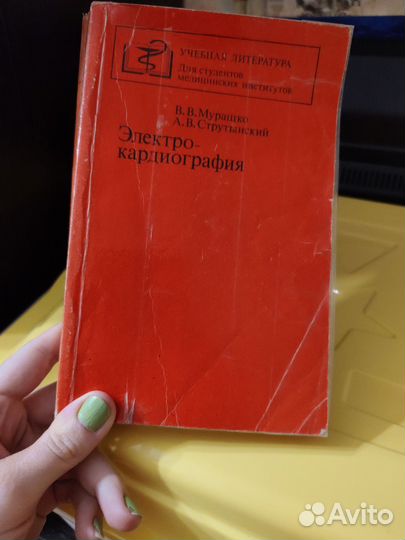 УЧЕБНАЯ ЛИТЕРАТУРА
Для студентов
медицинских институтов
В. В. Мурашко
А. В. Струтынский
Электро-
кардиография
Avito